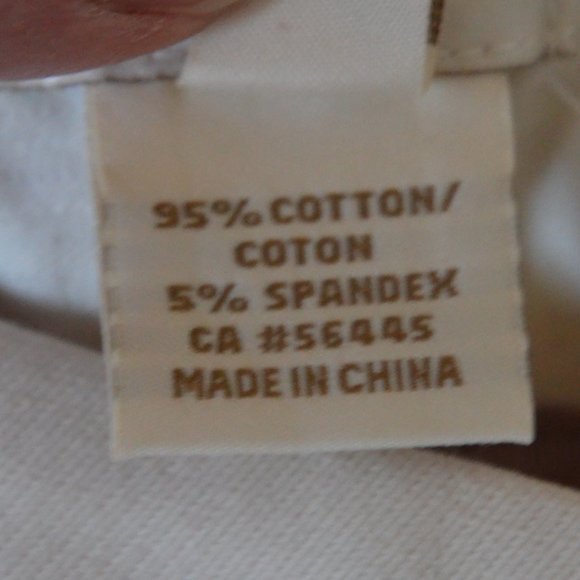 95% COTTON/
COTON
5% SPANDEX
CA #56445
MADE IN CHINA